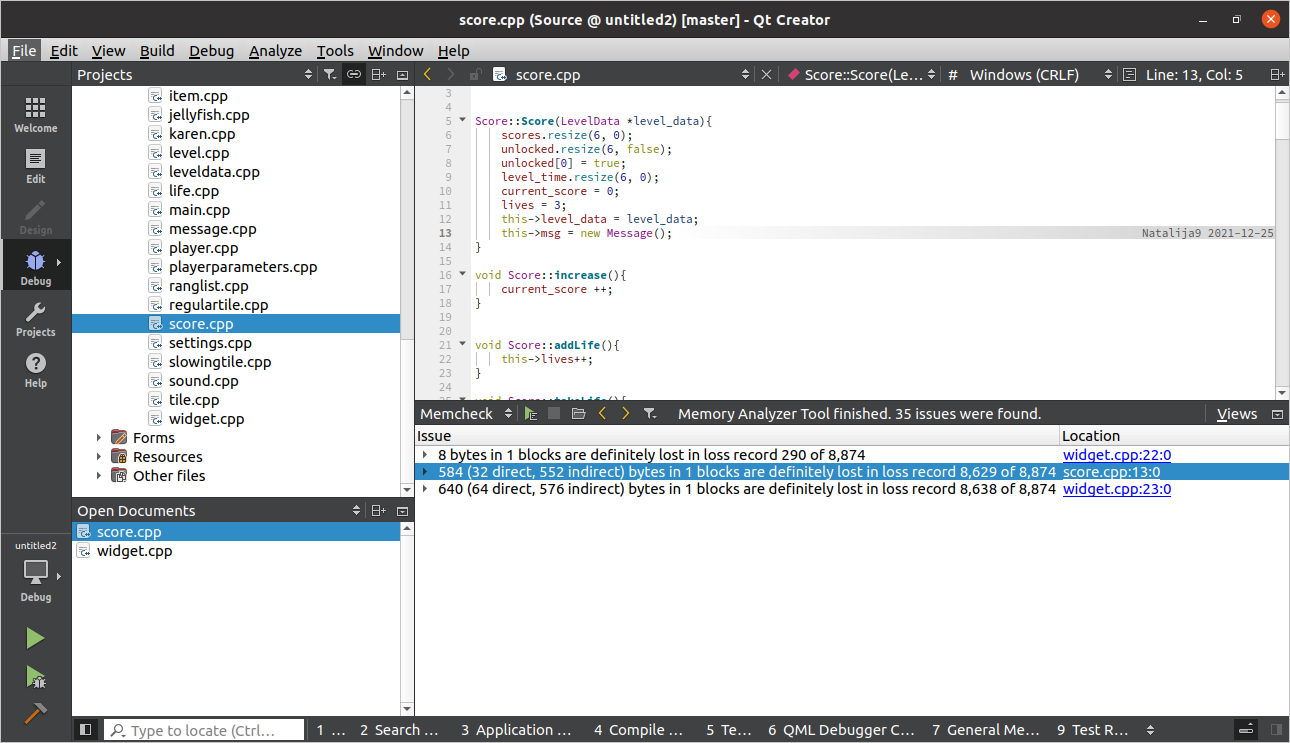 score.cpp (Source @ untitled2) [master] - Qt Creator
File Edit View Build Debug Analyze Tools Window Help
Projects
score.cpp
Score::Score(Le...
# Windows (CRLF)
Line: 13, Col: 5
Welcome
Edit
Design
Debug
Projects
Help
item.cpp
jellyfish.cpp
karen.cpp
level.cpp
leveldata.cpp
life.cpp
main.cpp
message.cpp
player.cpp
playerparameters.cpp
ranglist.cpp
regulartile.cpp
score.cpp
settings.cpp
slowingtile.cpp
sound.cpp
tile.cpp
widget.cpp
Forms
Resources
Other files
3
4
5 Score::Score(LevelData *level_data){
6 scores.resize(6, 0);
7 unlocked.resize(6, false);
8 unlocked[0] = true;
9 level_time.resize(6, 0);
10 current_score = 0;
11 lives = 3;
12 this->level_data = level_data;
13 this->msg = new Message(); Natalija9 2021-12-25
14 }
15
16 void Score::increase(){
17 current_score ++;
18 }
19
20
21 void Score::addLife(){
22 this->lives++;
23 }
24
25 void Score::takeLife(){
Memcheck
Memory Analyzer Tool finished. 35 issues were found.
Views
Issue Location
8 bytes in 1 blocks are definitely lost in loss record 290 of 8,874 widget.cpp:22:0
584 (32 direct, 552 indirect) bytes in 1 blocks are definitely lost in loss record 8,629 of 8,874 score.cpp:13:0
640 (64 direct, 576 indirect) bytes in 1 blocks are definitely lost in loss record 8,638 of 8,874 widget.cpp:23:0
Open Documents
score.cpp
widget.cpp
untitled2
Debug
Type to locate (Ctrl...
1 ... 2 Search ... 3 Application ... 4 Compile ... 5 Te... 6 QML Debugger C... 7 General Me... 9 Test R...